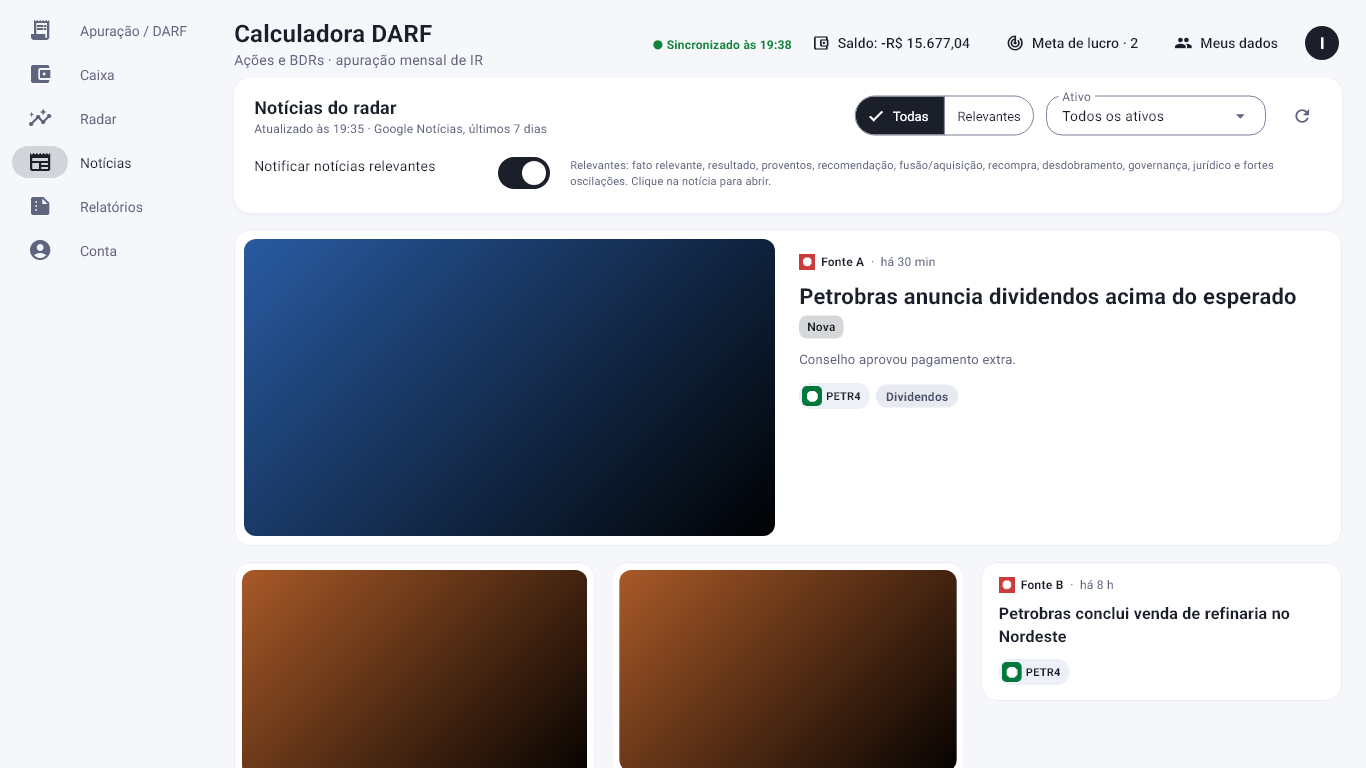 Apuração / DARF
Caixa
Radar
Notícias
Relatórios
Conta
Calculadora DARF
Ações e BDRs · apuração mensal de IR
Sincronizado às 19:38
Saldo: -R$ 15.677,04
Meta de lucro · 2
Meus dados
I
Notícias do radar
Atualizado às 19:35 · Google Notícias, últimos 7 dias
Todas
Relevantes
Ativo
Todos os ativos
Notificar notícias relevantes
Relevantes: fato relevante, resultado, proventos, recomendação, fusão/aquisição, recompra, desdobramento, governança, jurídico e fortes
oscilações. Clique na notícia para abrir.
Fonte A · há 30 min
Petrobras anuncia dividendos acima do esperado
Nova
Conselho aprovou pagamento extra.
PETR4
Dividendos
Fonte B · há 8 h
Petrobras conclui venda de refinaria no
Nordeste
PETR4